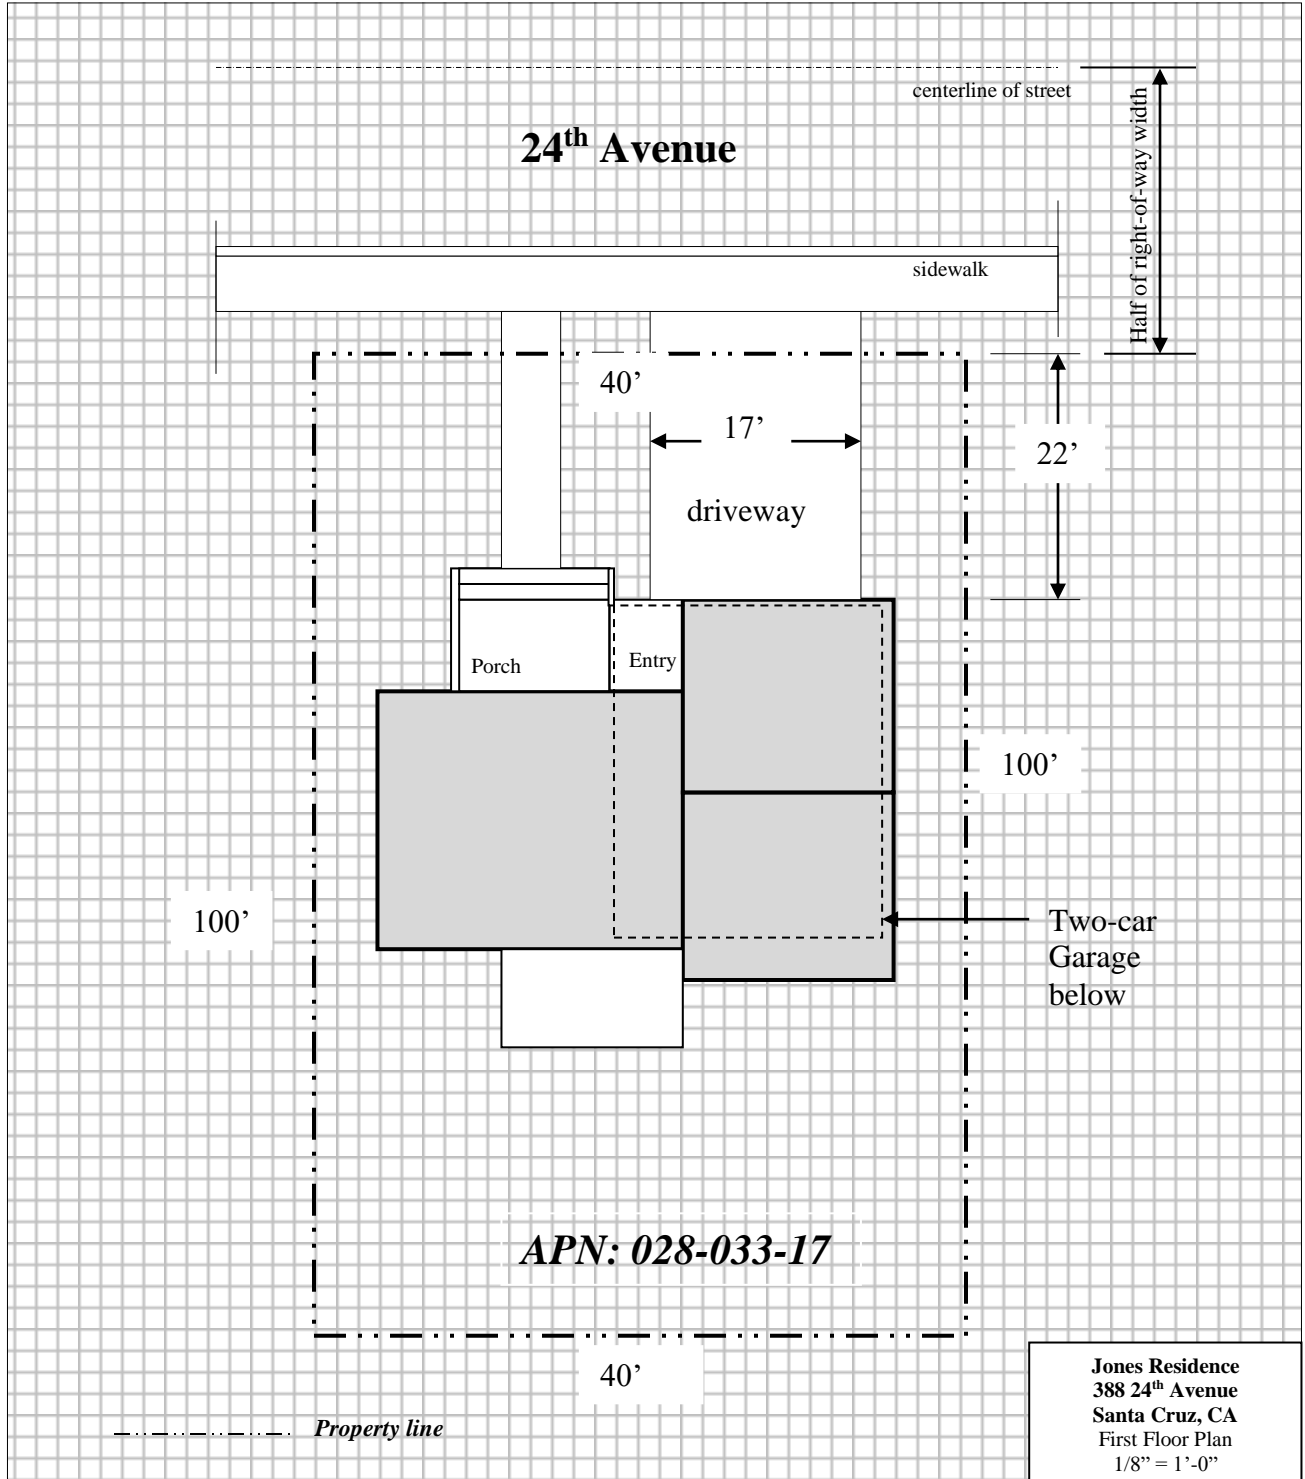 centerline of street
24th Avenue
Half of right-of-way width
sidewalk
40’
17’
22’
driveway
Porch
Entry
100’
100’
Two-car
Garage
below
APN: 028-033-17
40’
Property line
Jones Residence
388 24th Avenue
Santa Cruz, CA
First Floor Plan
1/8” = 1’-0”